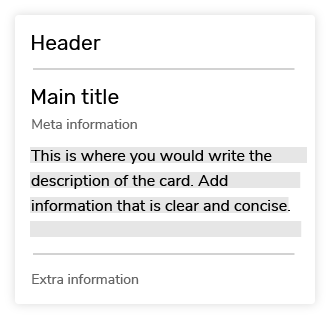 Header
Main title
Meta information
This is where you would write the
description of the card. Add
information that is clear and concise.
Extra information